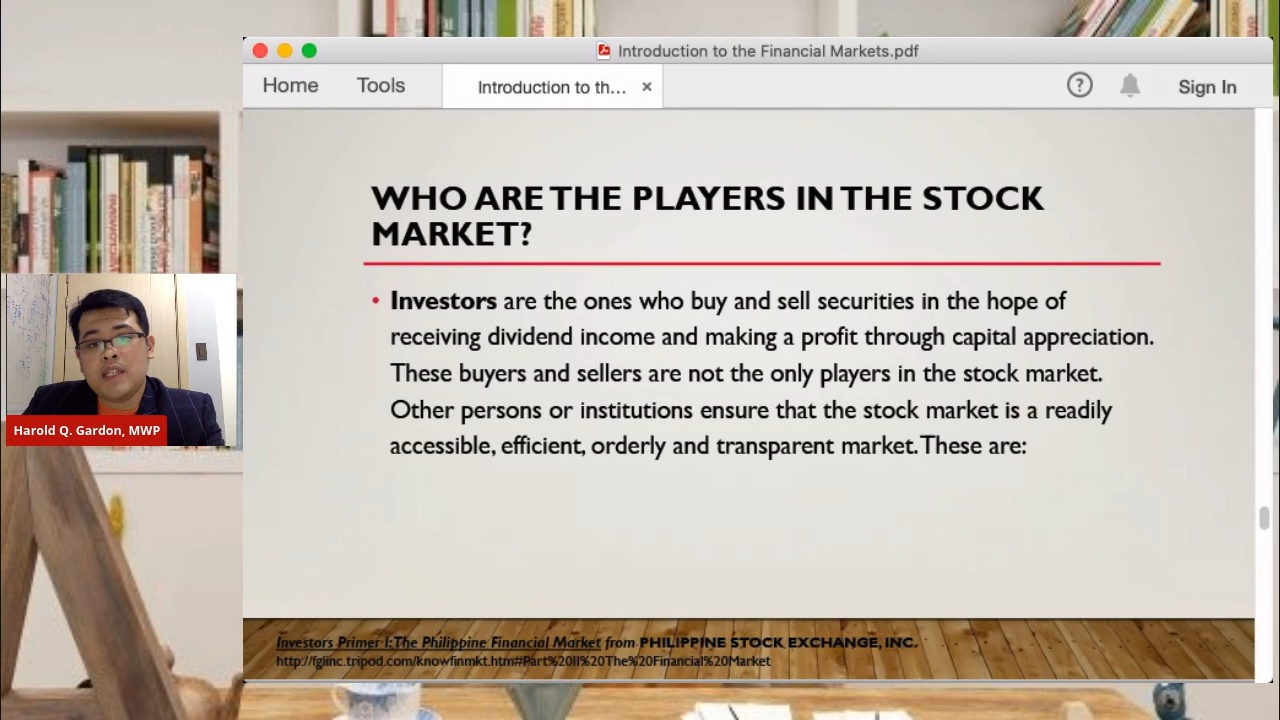 Introduction to the Financial Markets.pdf
Home
Tools
Introduction to th...
×
?
Sign In
WHO ARE THE PLAYERS IN THE STOCK
MARKET?
• Investors are the ones who buy and sell securities in the hope of
receiving dividend income and making a profit through capital appreciation.
These buyers and sellers are not the only players in the stock market.
Other persons or institutions ensure that the stock market is a readily
accessible, efficient, orderly and transparent market. These are:
Harold Q. Gardon, MWP
Investors Primer I: The Philippine Financial Market from PHILIPPINE STOCK EXCHANGE, INC.
http://fglinc.tripod.com/knowfinmkt.htm#Part%20II%20The%20Financial%20Market